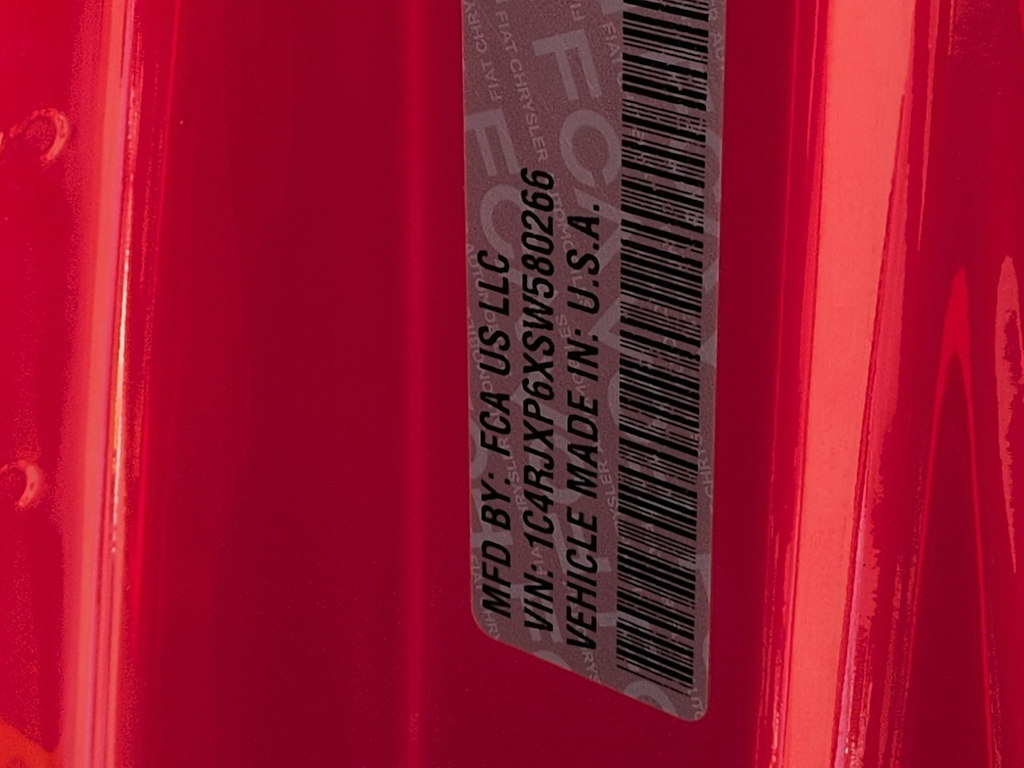 MFD BY: FCA US LLC
VIN: 1C4RJXP6XSW580266
VEHICLE MADE IN: U.S.A.